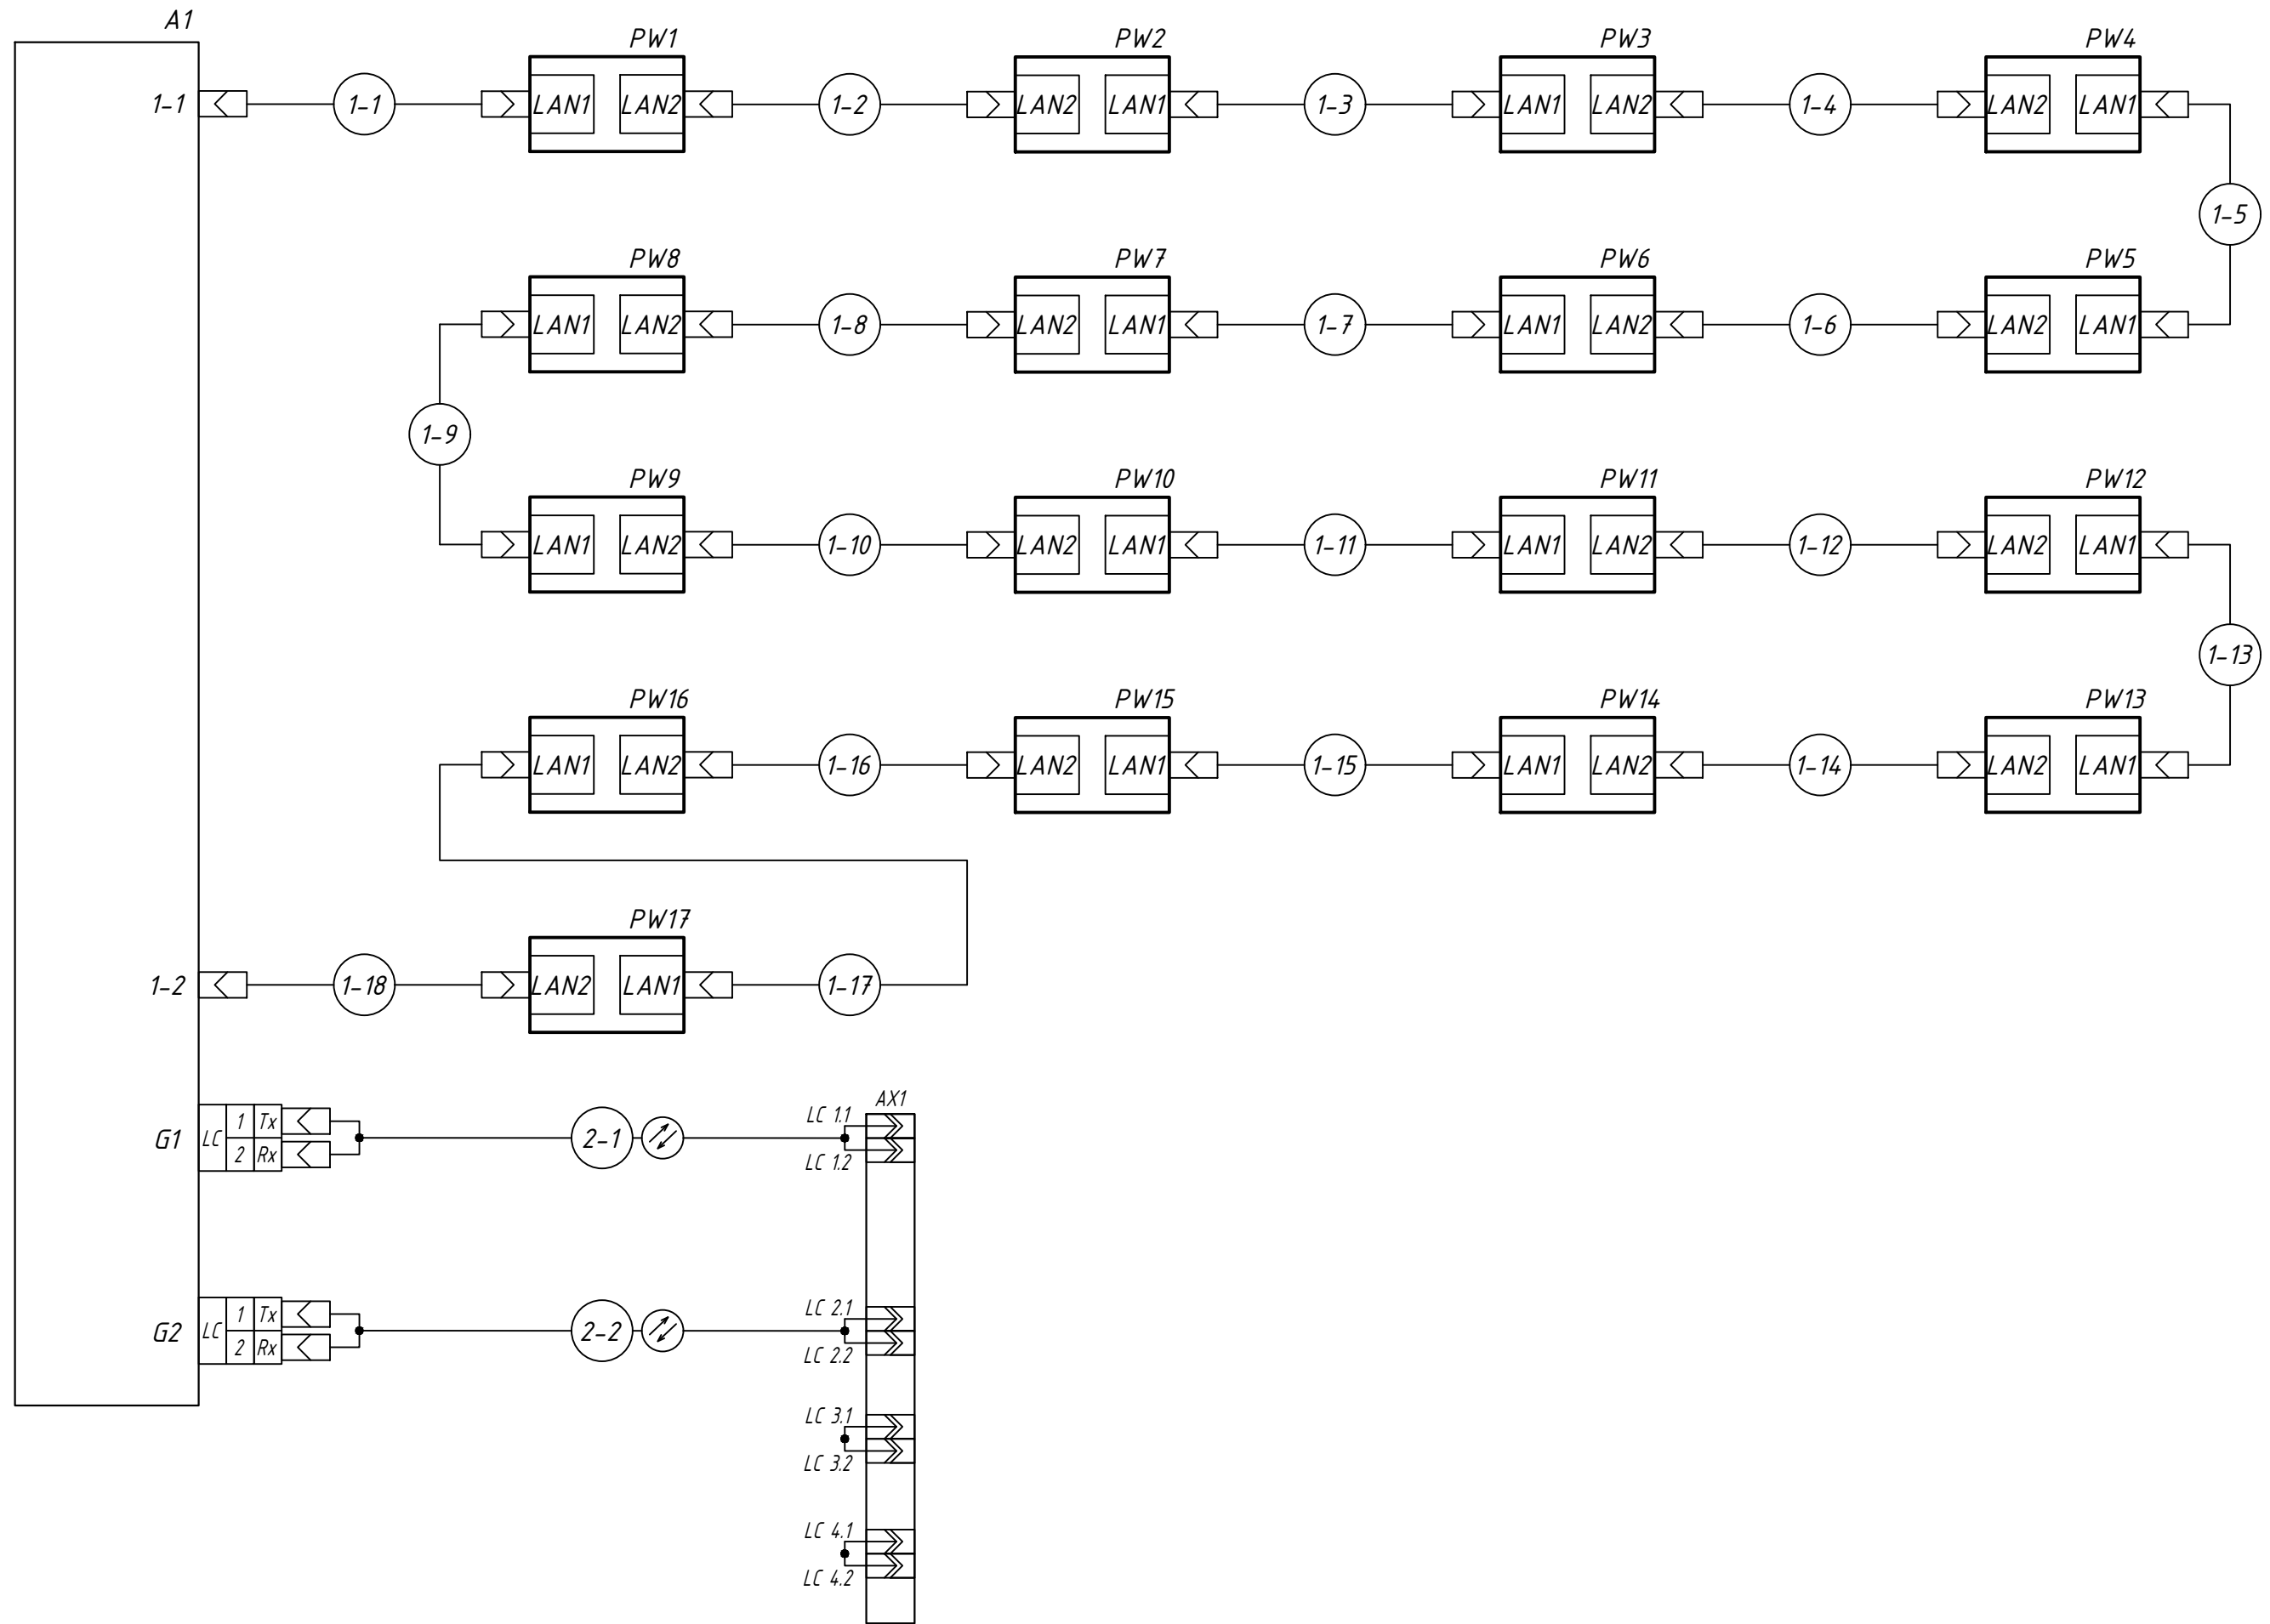 A1
PW1 PW2 PW3 PW4
1-1 1-1 LAN1 LAN2 1-2 LAN2 LAN1 1-3 LAN1 LAN2 1-4 LAN2 LAN1
1-5
PW8 PW7 PW6 PW5
LAN1 LAN2 1-8 LAN2 LAN1 1-7 LAN1 LAN2 1-6 LAN2 LAN1
1-9
PW9 PW10 PW11 PW12
LAN1 LAN2 1-10 LAN2 LAN1 1-11 LAN1 LAN2 1-12 LAN2 LAN1
1-13
PW16 PW15 PW14 PW13
LAN1 LAN2 1-16 LAN2 LAN1 1-15 LAN1 LAN2 1-14 LAN2 LAN1
PW17
1-2 1-18 LAN2 LAN1 1-17
AX1
LC 1.1
1 Tx
G1 LC 2-1
2 Rx
LC 1.2
LC 2.1
1 Tx
G2 LC 2-2
2 Rx
LC 2.2
LC 3.1
LC 3.2
LC 4.1
LC 4.2